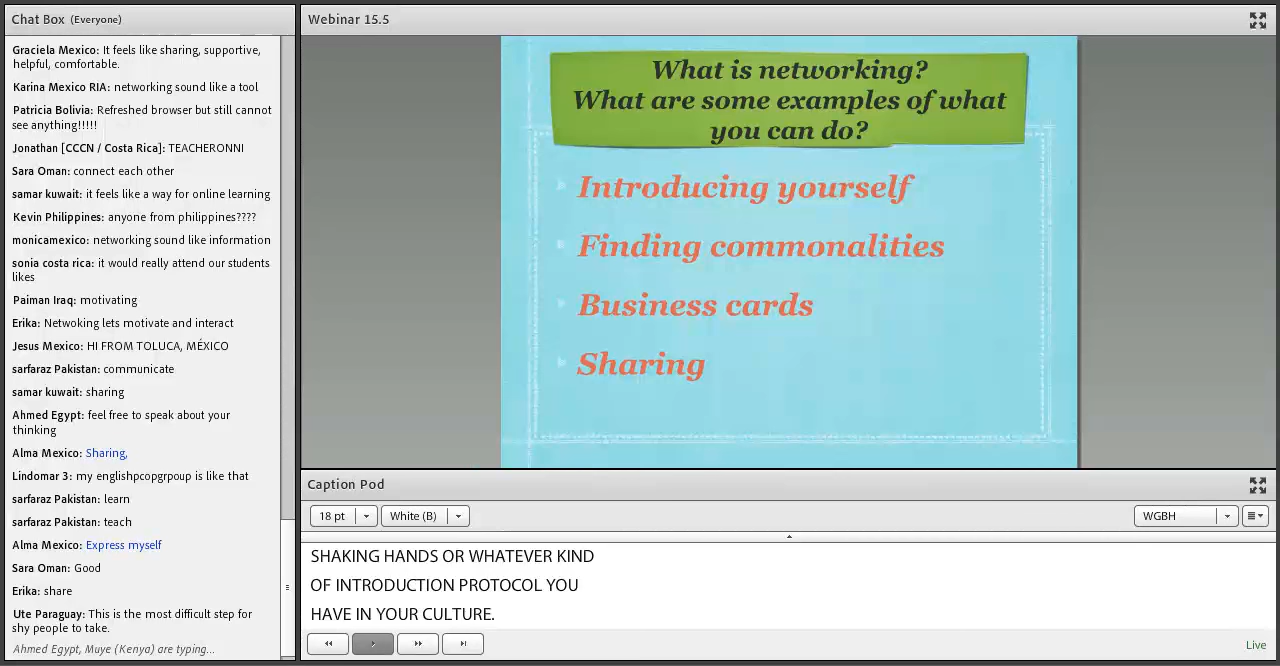 Chat Box (Everyone)
Graciela Mexico: It feels like sharing, supportive,
helpful, comfortable.
Karina Mexico RIA: networking sound like a tool
Patricia Bolivia: Refreshed browser but still cannot
see anything!!!!!
Jonathan [CCCN / Costa Rica]: TEACHERONNI
Sara Oman: connect each other
samar kuwait: it feels like a way for online learning
Kevin Philippines: anyone from philippines????
monicamexico: networking sound like information
sonia costa rica: it would really attend our students
likes
Paiman Iraq: motivating
Erika: Netwoking lets motivate and interact
Jesus Mexico: HI FROM TOLUCA, MÉXICO
sarfaraz Pakistan: communicate
samar kuwait: sharing
Ahmed Egypt: feel free to speak about your
thinking
Alma Mexico: Sharing,
Lindomar 3: my englishpcopgrpoup is like that
sarfaraz Pakistan: learn
sarfaraz Pakistan: teach
Alma Mexico: Express myself
Sara Oman: Good
Erika: share
Ute Paraguay: This is the most difficult step for
shy people to take.
Ahmed Egypt, Muye (Kenya) are typing...
Webinar 15.5
What is networking?
What are some examples of what
you can do?
Introducing yourself
Finding commonalities
Business cards
Sharing
Caption Pod
18 pt
White (B)
WGBH
SHAKING HANDS OR WHATEVER KIND
OF INTRODUCTION PROTOCOL YOU
HAVE IN YOUR CULTURE.
Live